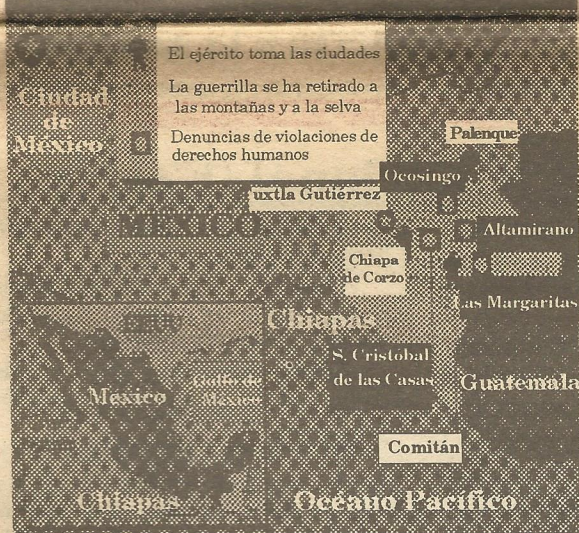 El ejército toma las ciudades
La guerrilla se ha retirado a
las montañas y a la selva
Denuncias de violaciones de
derechos humanos
Ciudad
de
México
Palenque
Ocosingo
uxtla Gutiérrez
MEXICO
Altamirano
Chiapa
de Corzo
Las Margaritas
Chiapas
EEUU
S. Cristobal
de las Casas
Golfo de
México
México
Guatemala
Comitán
Chiapas
Océano Pacífico